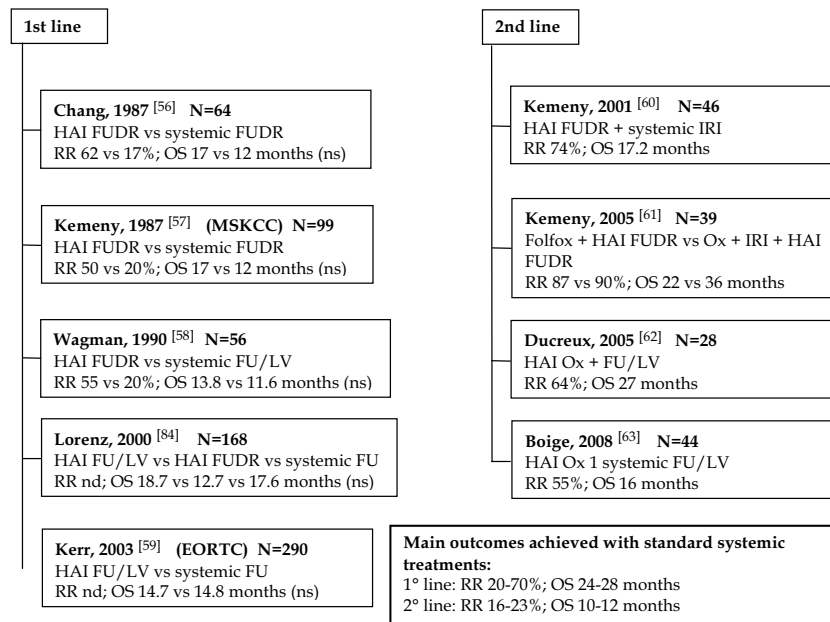 1st line
Chang, 1987 [56] N=64
HAI FUDR vs systemic FUDR
RR 62 vs 17%; OS 17 vs 12 months (ns)
Kemeny, 1987 [57] (MSKCC) N=99
HAI FUDR vs systemic FUDR
RR 50 vs 20%; OS 17 vs 12 months (ns)
Wagman, 1990 [58] N=56
HAI FUDR vs systemic FU/LV
RR 55 vs 20%; OS 13.8 vs 11.6 months (ns)
Lorenz, 2000 [84] N=168
HAI FU/LV vs HAI FUDR vs systemic FU
RR nd; OS 18.7 vs 12.7 vs 17.6 months (ns)
Kerr, 2003 [59] (EORTC) N=290
HAI FU/LV vs systemic FU
RR nd; OS 14.7 vs 14.8 months (ns)
2nd line
Kemeny, 2001 [60] N=46
HAI FUDR + systemic IRI
RR 74%; OS 17.2 months
Kemeny, 2005 [61] N=39
Folfox + HAI FUDR vs Ox + IRI + HAI
FUDR
RR 87 vs 90%; OS 22 vs 36 months
Ducreux, 2005 [62] N=28
HAI Ox + FU/LV
RR 64%; OS 27 months
Boige, 2008 [63] N=44
HAI Ox 1 systemic FU/LV
RR 55%; OS 16 months
Main outcomes achieved with standard systemic
treatments:
1° line: RR 20-70%; OS 24-28 months
2° line: RR 16-23%; OS 10-12 months